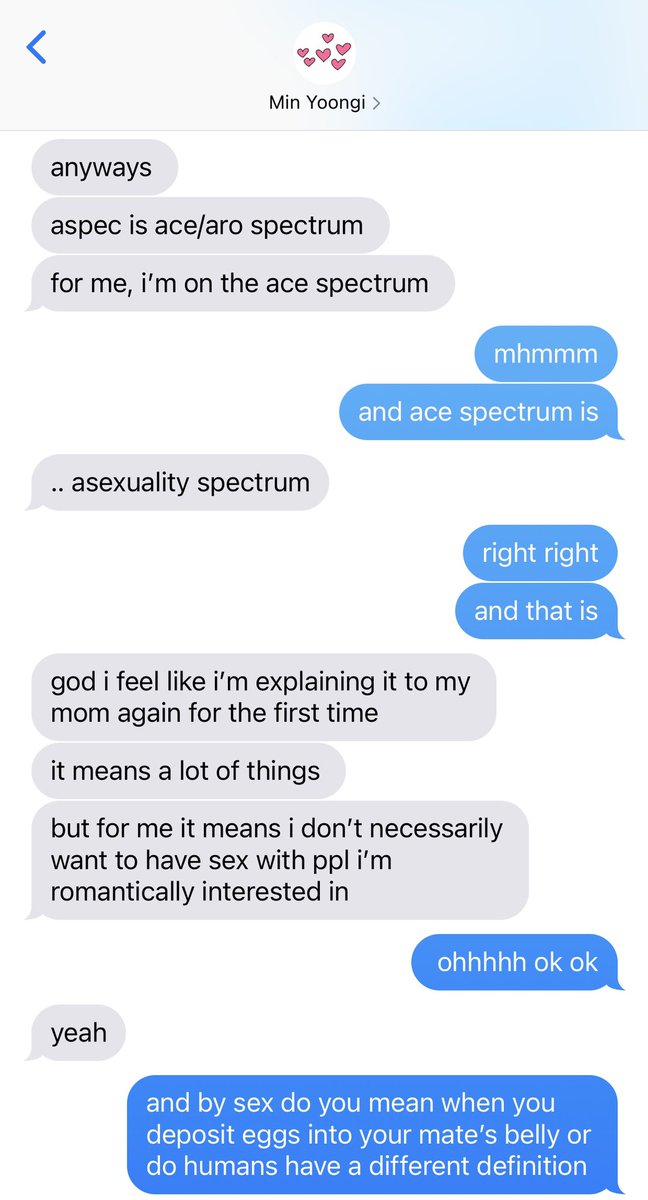 Min Yoongi
anyways
aspec is ace/aro spectrum
for me, i’m on the ace spectrum
mhmmm
and ace spectrum is
.. asexuality spectrum
right right
and that is
god i feel like i’m explaining it to my
mom again for the first time
it means a lot of things
but for me it means i don’t necessarily
want to have sex with ppl i’m
romantically interested in
ohhhhh ok ok
yeah
and by sex do you mean when you
deposit eggs into your mate’s belly or
do humans have a different definition